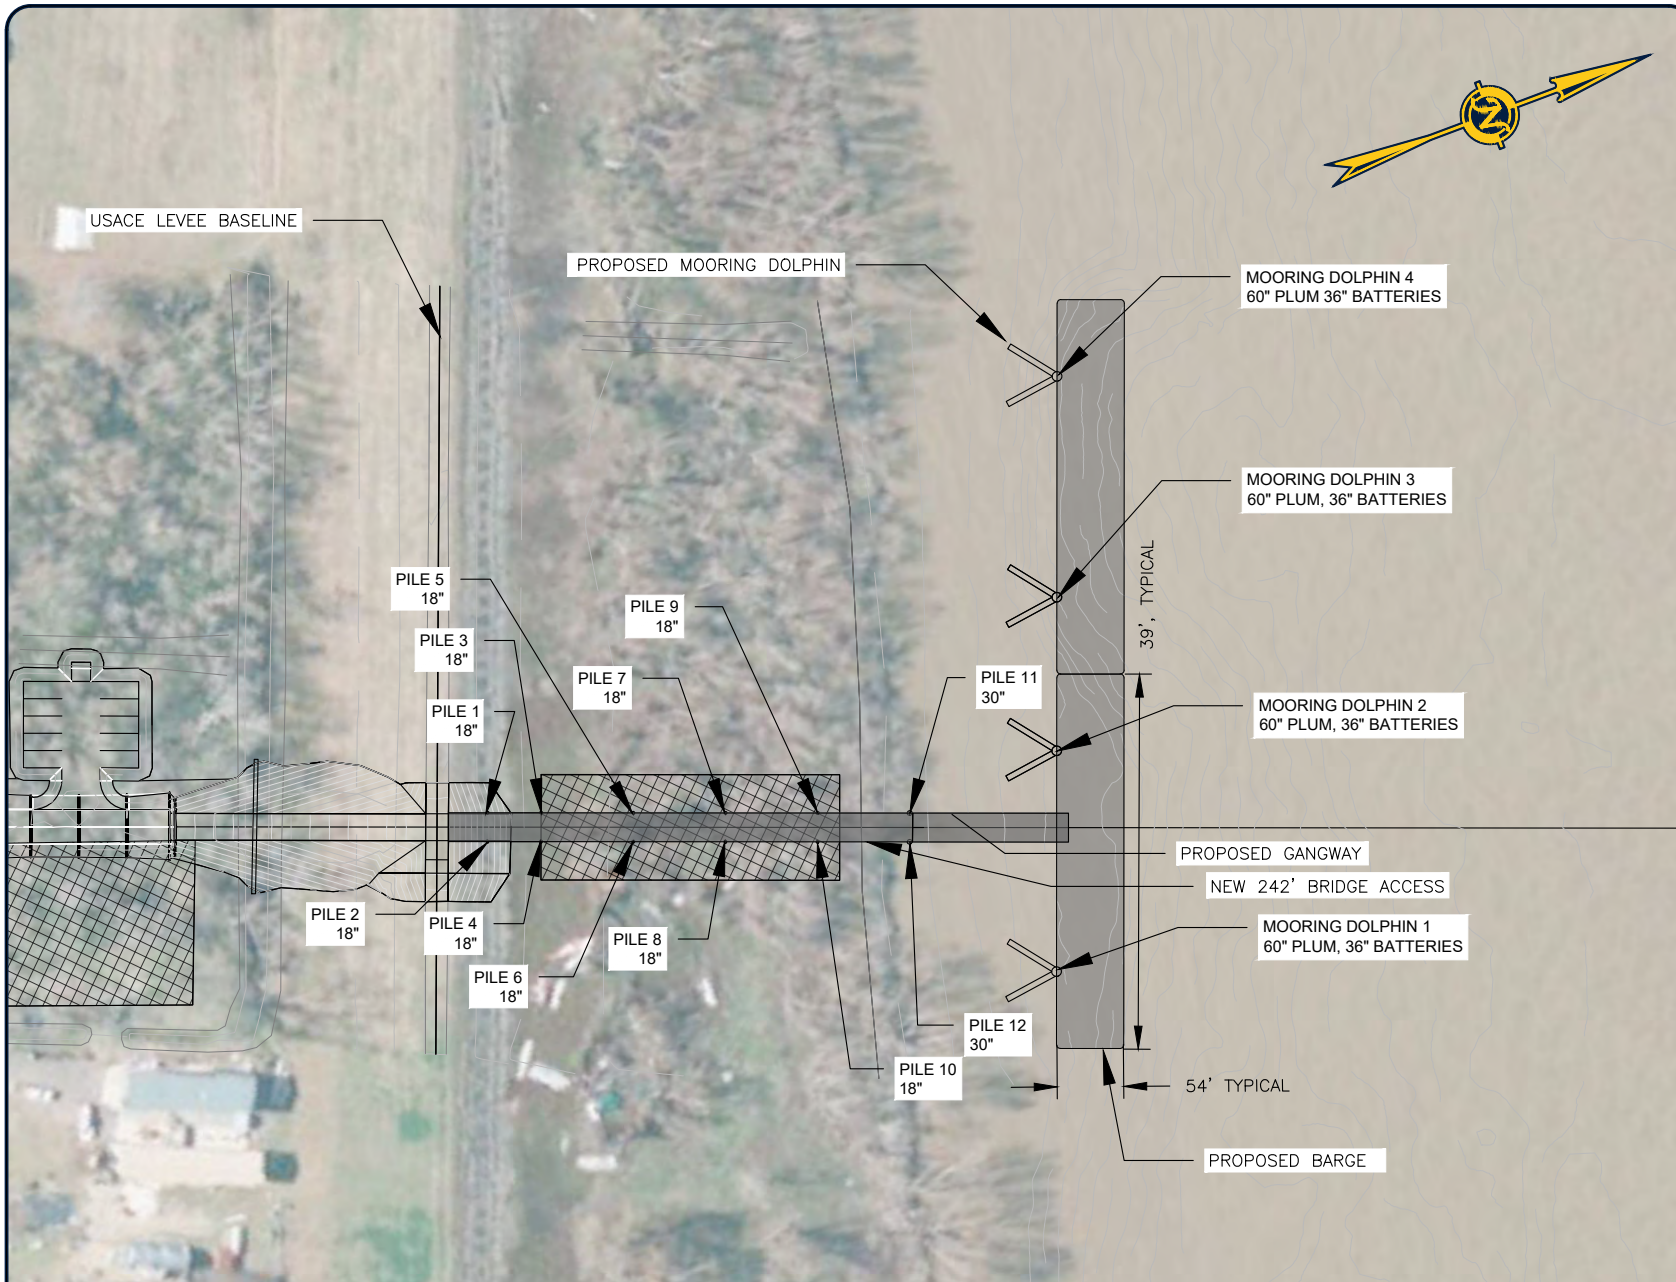 N
USACE LEVEE BASELINE
PROPOSED MOORING DOLPHIN
MOORING DOLPHIN 4
60" PLUM 36" BATTERIES
MOORING DOLPHIN 3
60" PLUM, 36" BATTERIES
39', TYPICAL
PILE 5
18"
PILE 9
18"
PILE 3
18"
PILE 7
18"
PILE 11
30"
PILE 1
18"
MOORING DOLPHIN 2
60" PLUM, 36" BATTERIES
PROPOSED GANGWAY
NEW 242' BRIDGE ACCESS
PILE 2
18"
PILE 4
18"
PILE 8
18"
MOORING DOLPHIN 1
60" PLUM, 36" BATTERIES
PILE 6
18"
PILE 12
30"
PILE 10
18"
54' TYPICAL
PROPOSED BARGE